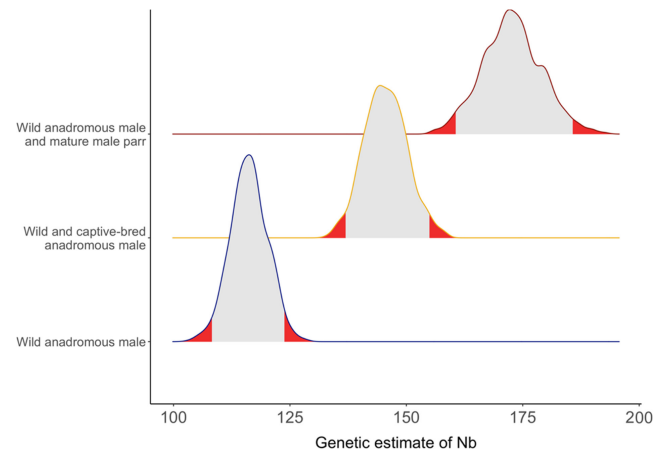 Wild anadromous male
and mature male parr
Wild and captive-bred
anadromous male
Wild anadromous male
100 125 150 175 200
Genetic estimate of Nb